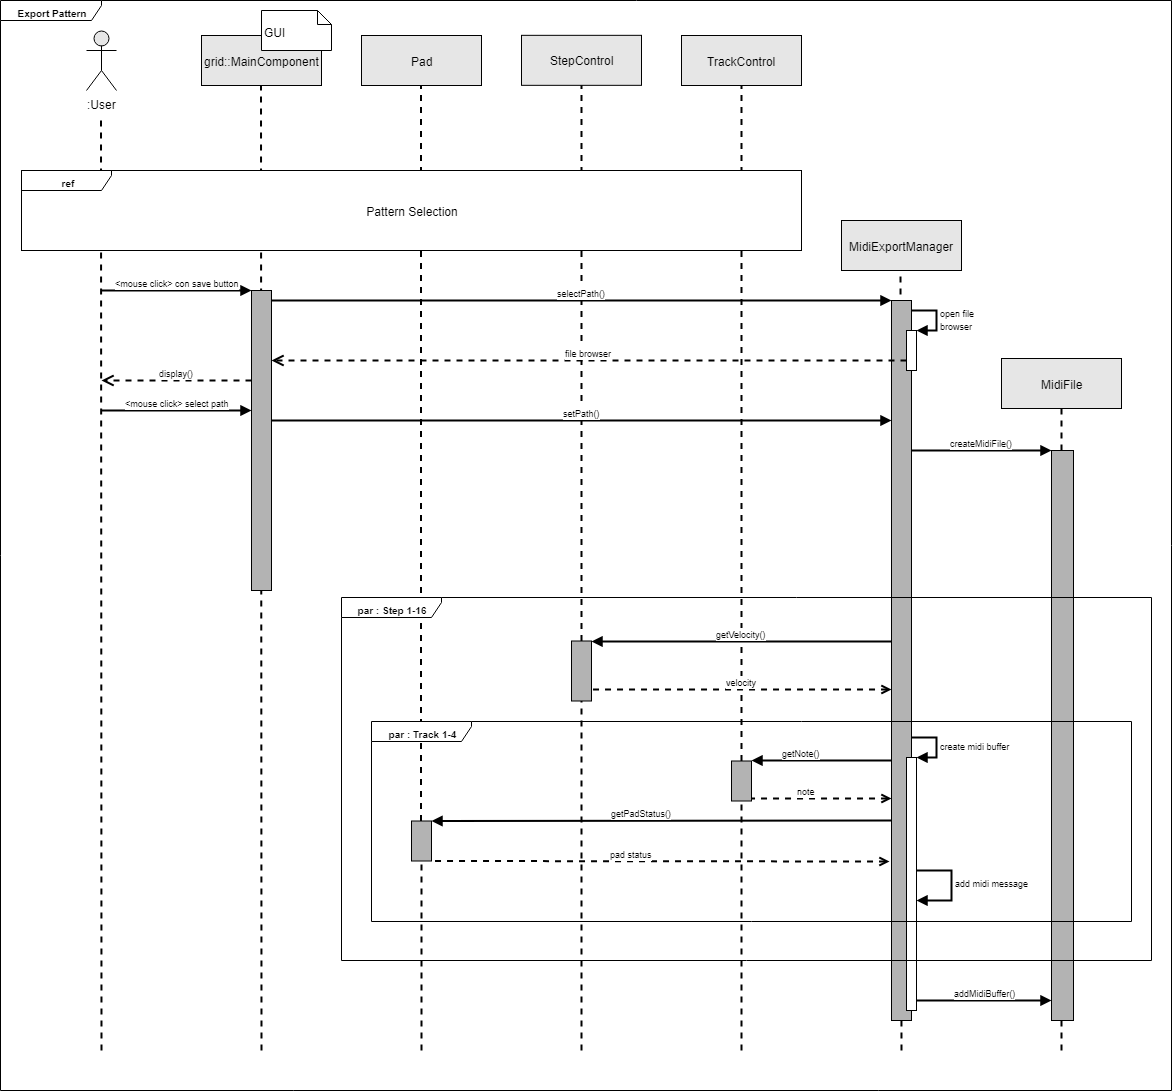 Export Pattern
GUI
:User
grid::MainComponent
Pad
StepControl
TrackControl
ref
Pattern Selection
MidiExportManager
<mouse click> con save button
selectPath()
open file
browser
file browser
display()
MidiFile
<mouse click> select path
setPath()
createMidiFile()
par : Step 1-16
getVelocity()
velocity
par : Track 1-4
create midi buffer
getNote()
note
getPadStatus()
pad status
add midi message
addMidiBuffer()